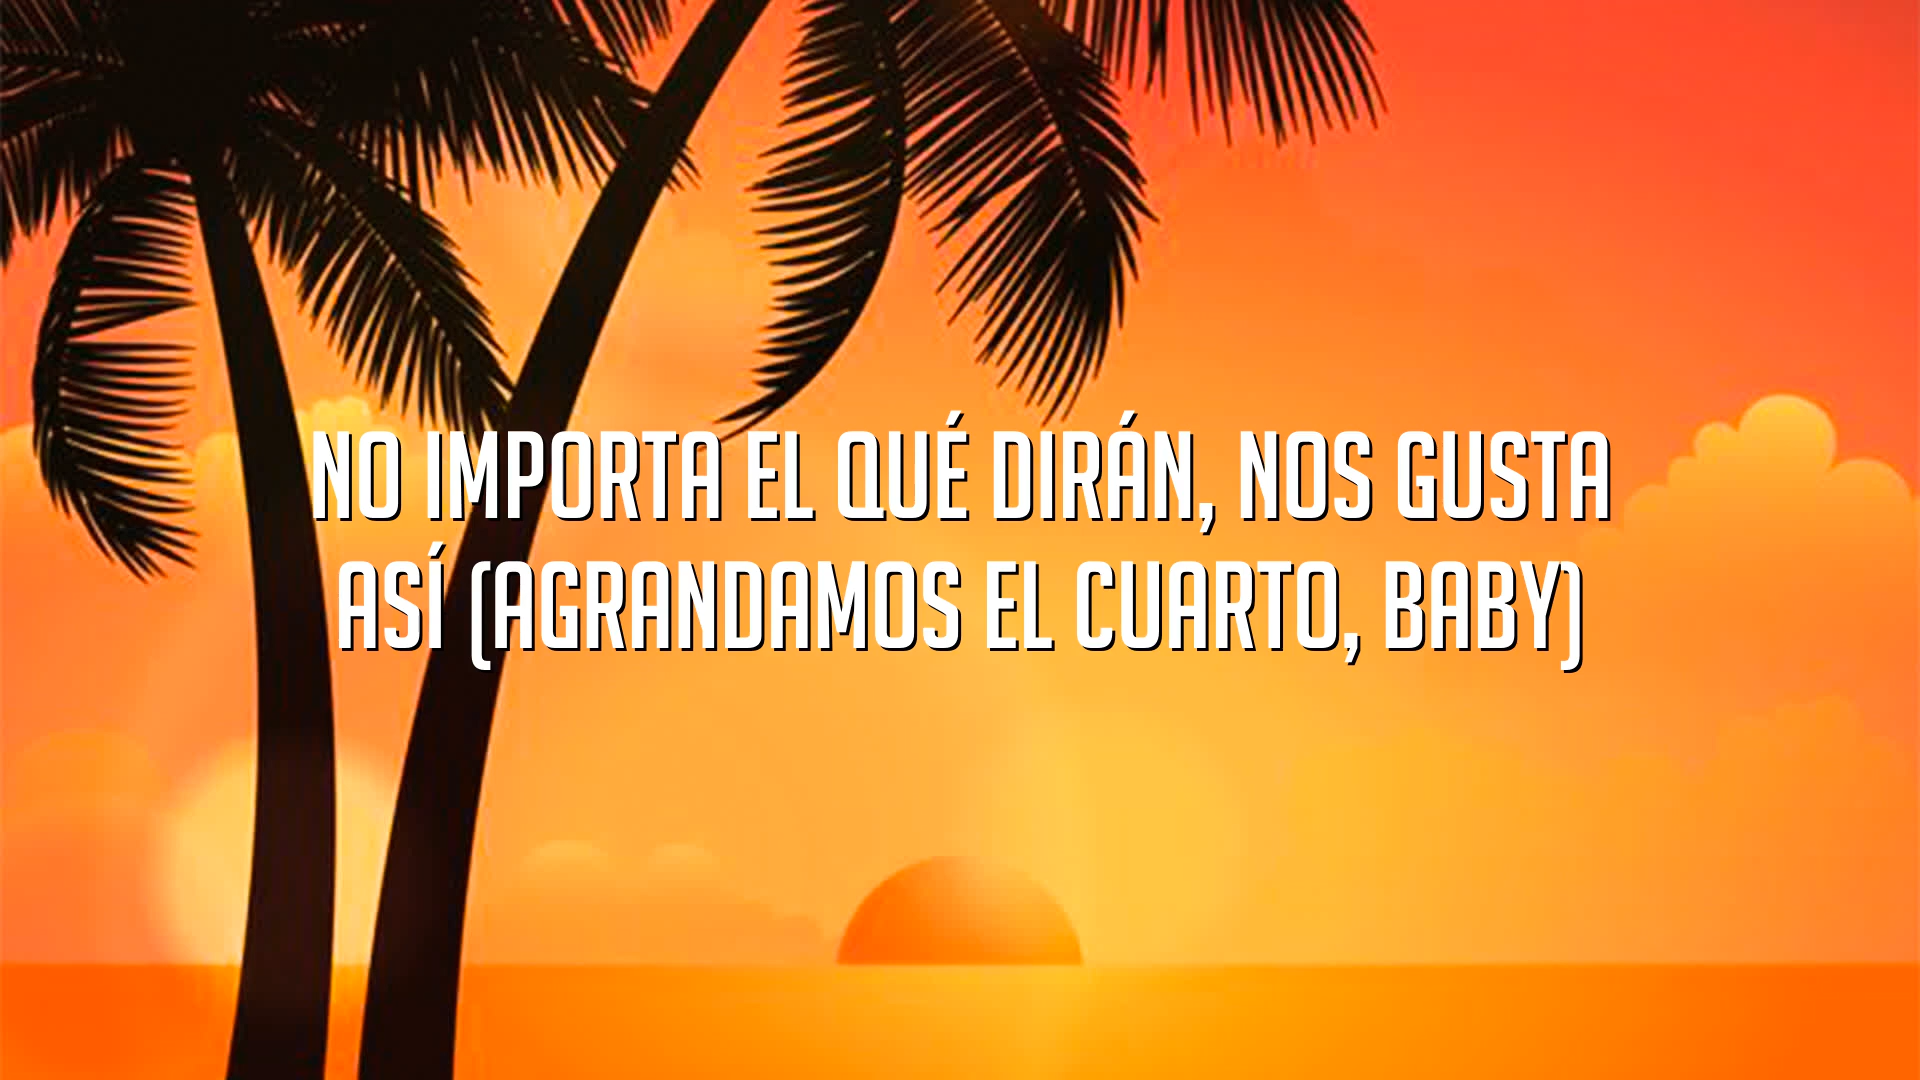 NO IMPORTA EL QUÉ DIRÁN, NOS GUSTA
ASÍ (AGRANDAMOS EL CUARTO, BABY)